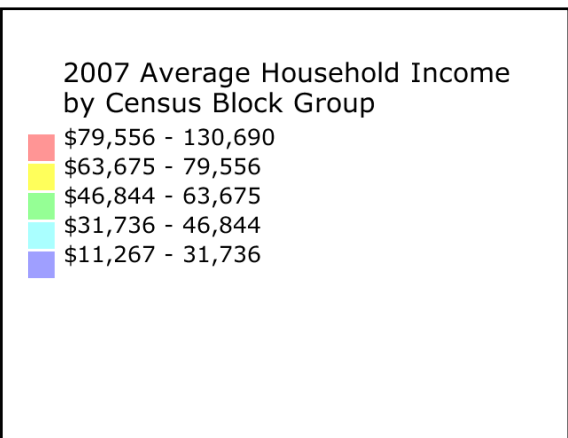 2007 Average Household Income
by Census Block Group
$79,556 - 130,690
$63,675 - 79,556
$46,844 - 63,675
$31,736 - 46,844
$11,267 - 31,736